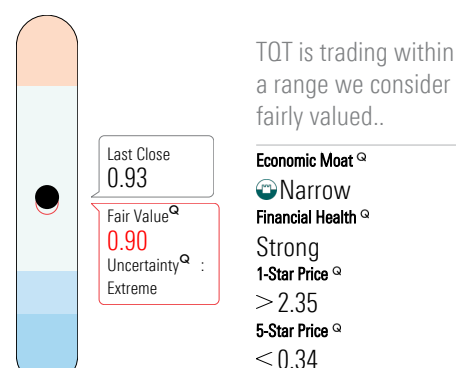 TQT is trading within
a range we consider
fairly valued..
Last Close
0.93
Fair Value Q
0.90
Uncertainty Q :
Extreme
Economic Moat Q
Narrow
Financial Health Q
Strong
1-Star Price Q
>2.35
5-Star Price Q
<0.34